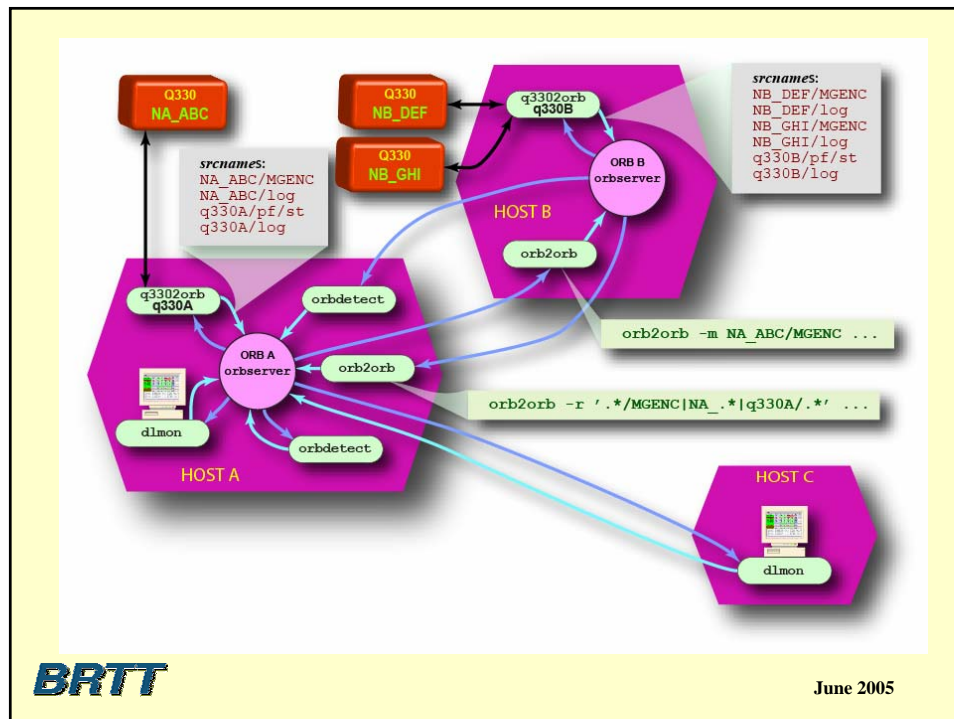 Q330
NA_ABC
Q330
NB_DEF
Q330
NB_GHI
q3302orb
q330B
srcnames:
NB_DEF/MGENC
NB_DEF/log
NB_GHI/MGENC
NB_GHI/log
q330B/pf/st
q330B/log
srcnames:
NA_ABC/MGENC
NA_ABC/log
q330A/pf/st
q330A/log
ORB B
orbserver
HOST B
orb2orb
q3302orb
q330A
orbdetect
orb2orb -m NA_ABC/MGENC ...
ORB A
orbserver
orb2orb
orb2orb -r '.*/MGENC|NA_.*|q330A/.*' ...
dlmon
orbdetect
HOST A
HOST C
dlmon
BRTT
June 2005